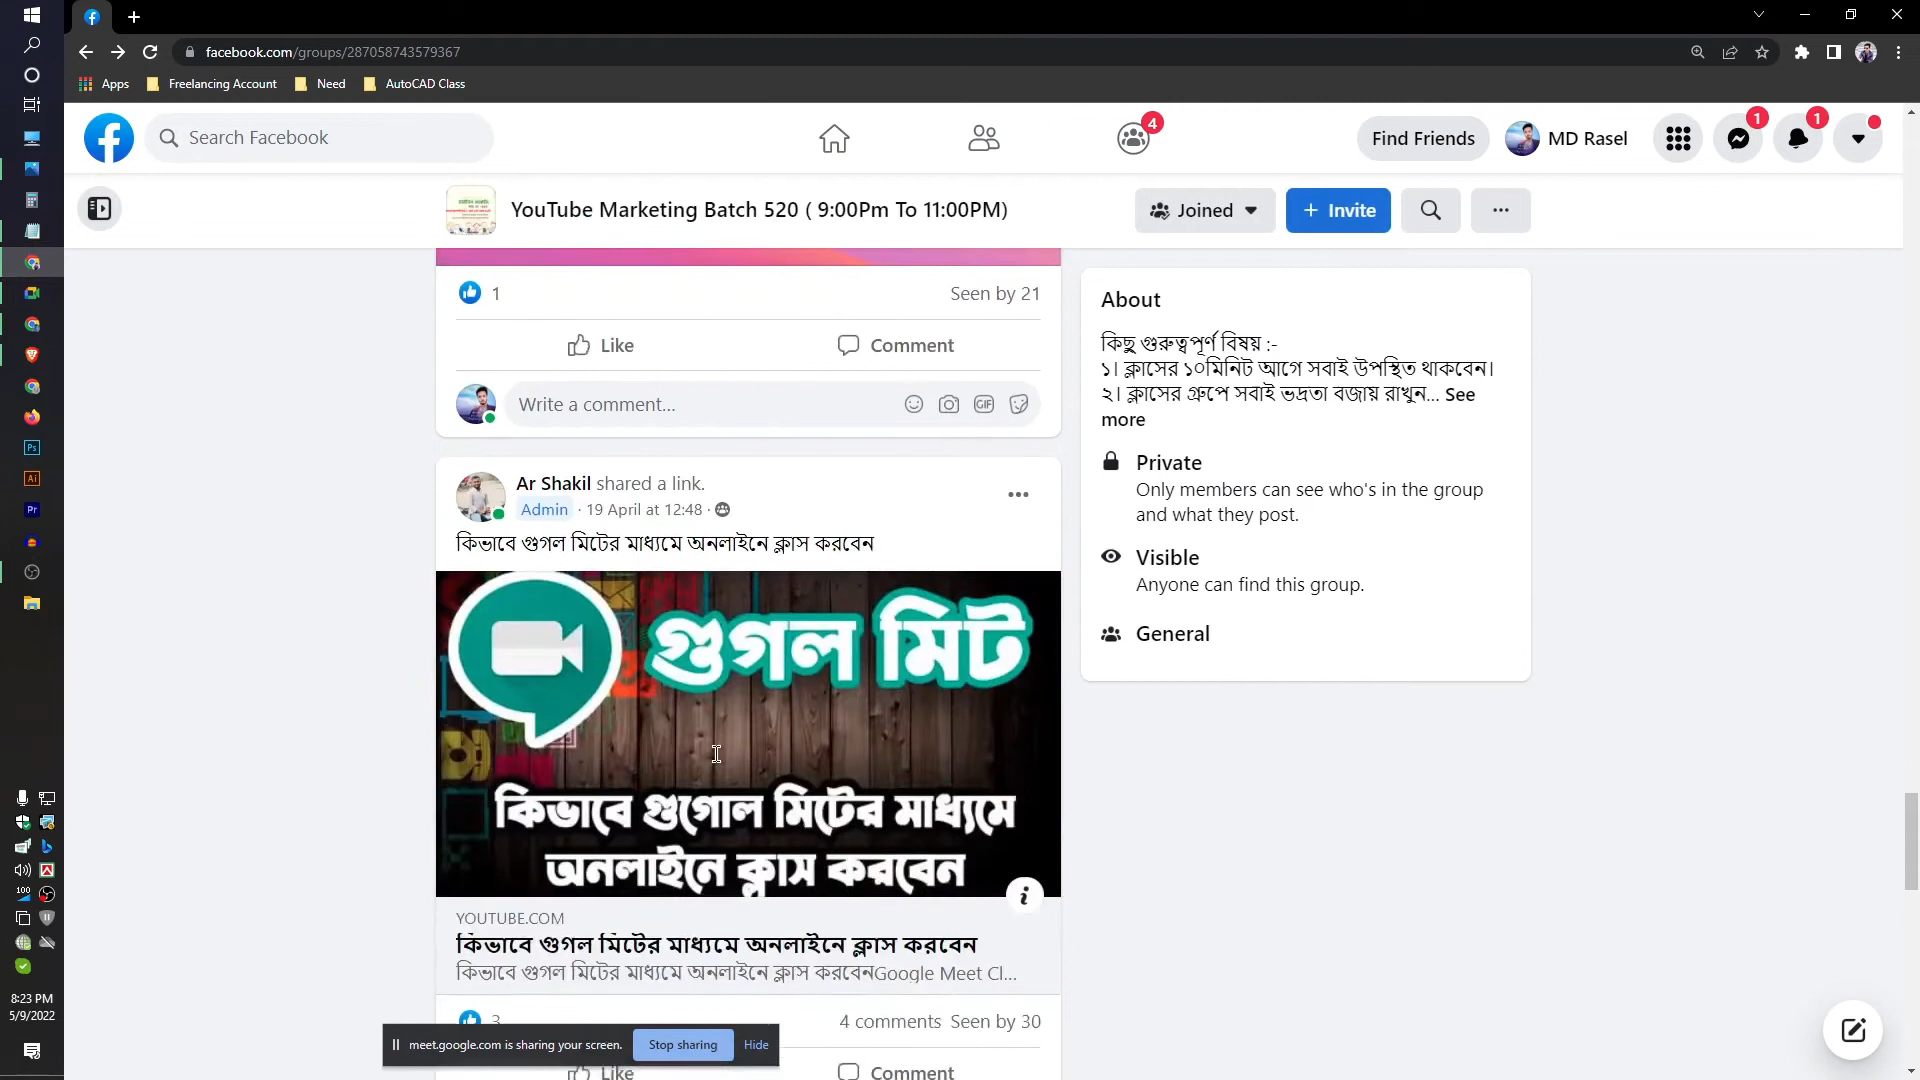 facebook.com/groups/287058743579367
Apps
Freelancing Account
Need
AutoCAD Class
Search Facebook
4
Find Friends
MD Rasel
1
1
YouTube Marketing Batch 520 ( 9:00Pm To 11:00PM)
Joined
+ Invite
1
Seen by 21
Like
Comment
Write a comment...
GIF
Ar Shakil shared a link.
Admin · 19 April at 12:48 ·
কিভাবে গুগল মিটের মাধ্যমে অনলাইনে ক্লাস করবেন
গুগল মিট
কিভাবে গুগোল মিটের মাধ্যমে
অনলাইনে ক্লাস করবেন
YOUTUBE.COM
কিভাবে গুগল মিটের মাধ্যমে অনলাইনে ক্লাস করবেন
কিভাবে গুগল মিটের মাধ্যমে অনলাইনে ক্লাস করবেনGoogle Meet Cl...
3
4 comments Seen by 30
Like
Comment
meet.google.com is sharing your screen.
Stop sharing
Hide
About
কিছু গুরুত্বপূর্ণ বিষয় :-
১। ক্লাসের ১০মিনিট আগে সবাই উপস্থিত থাকবেন।
২। ক্লাসের গ্রুপে সবাই ভদ্রতা বজায় রাখুন... See
more
Private
Only members can see who's in the group
and what they post.
Visible
Anyone can find this group.
General
Ps
Ai
Pr
100
8:23 PM
5/9/2022